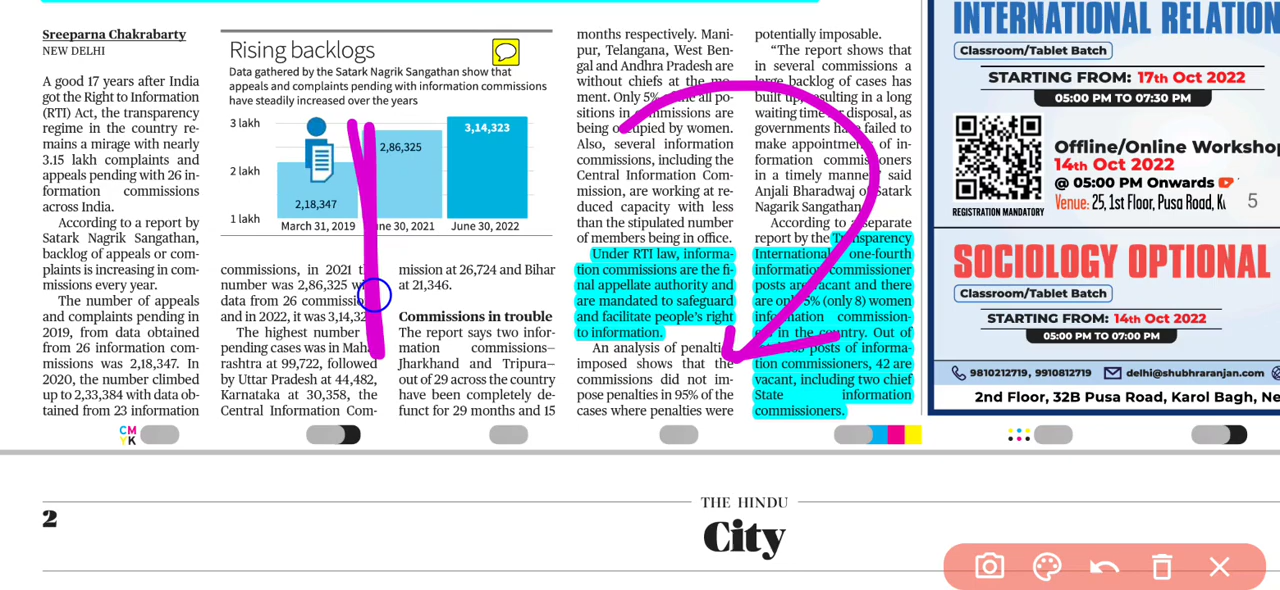 Sreeparna Chakrabarty
NEW DELHI
A good 17 years after India
got the Right to Information
(RTI) Act, the transparency
regime in the country re-
mains a mirage with nearly
3.15 lakh complaints and
appeals pending with 26 in-
formation commissions
across India.
According to a report by
Satark Nagrik Sangathan,
backlog of appeals or com-
plaints is increasing in com-
missions every year.
The number of appeals
and complaints pending in
2019, from data obtained
from 26 information com-
missions was 2,18,347. In
2020, the number climbed
up to 2,33,384 with data ob-
tained from 23 information
Rising backlogs
Data gathered by the Satark Nagrik Sangathan show that
appeals and complaints pending with information commissions
have steadily increased over the years
3 lakh
2 lakh
1 lakh
2,18,347
2,86,325
3,14,323
March 31, 2019
June 30, 2021
June 30, 2022
commissions, in 2021
number was 2,86,325
data from 26
and in 2022, it was
The highest number
pending cases was in
rashtra at 99,722, followed
by Uttar Pradesh at 44,482,
Karnataka at 30,358, the
Central Information Com-
mission at 26,724 and Bihar
at 21,346.
Commissions in trouble
The report says two infor-
mation commissions—
Jharkhand and Tripura—
out of 29 across the country
have been completely de-
funct for 29 months and 15
months respectively. Mani-
pur, Telangana, West Ben-
gal and Andhra Pradesh are
without chiefs at the mo-
ment. Only 5% of the all po-
sitions in commissions are
being occupied by women.
Also, several information
commissions, including the
Central Information Com-
mission, are working at re-
duced capacity with less
than the stipulated number
of members being in office.
Under RTI law, informa-
tion commissions are the fi-
nal appellate authority and
are mandated to safeguard
and facilitate people's right
to information.
An analysis of penalties
imposed shows that the
commissions did not im-
pose penalties in 95% of the
cases where penalties were
potentially imposable.
"The report shows that
in several commissions a
large backlog of cases has
built up, resulting in a long
waiting time for disposal, as
governments have failed to
make appointments of in-
formation commissioners
in a timely manner," said
Anjali Bharadwaj of Satark
Nagarik Sangathan.
According to a separate
report by the Transparency
International, one-fourth
information commissioner
posts are vacant and there
are only 5% (only 8) women
information commission-
ers in the country. Out of
posts of informa-
tion commissioners, 42 are
vacant, including two chief
State information
commissioners.
INTERNATIONAL RELATION
Classroom/Tablet Batch
STARTING FROM: 17th Oct 2022
05:00 PM TO 07:30 PM
REGISTRATION MANDATORY
Offline/Online Workshop
14th Oct 2022
@ 05:00 PM Onwards
Venue: 25, 1st Floor, Pusa Road,
5
SOCIOLOGY OPTIONAL
Classroom/Tablet Batch
STARTING FROM: 14th Oct 2022
05:00 PM TO 07:00 PM
9810212719, 9910812719 delhi@shubhraranjan.com
2nd Floor, 32B Pusa Road, Karol Bagh, Ne
CM
YK
2
THE HINDU
City